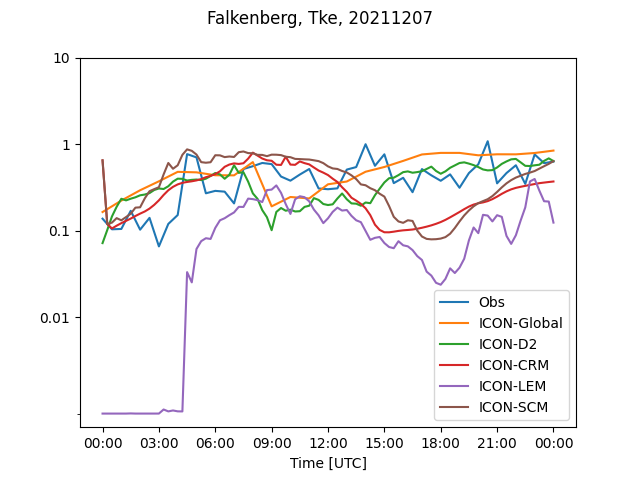 Falkenberg, Tke, 20211207
10
1
0.1
0.01
Obs
ICON-Global
ICON-D2
ICON-CRM
ICON-LEM
ICON-SCM
00:00 03:00 06:00 09:00 12:00 15:00 18:00 21:00 00:00
Time [UTC]